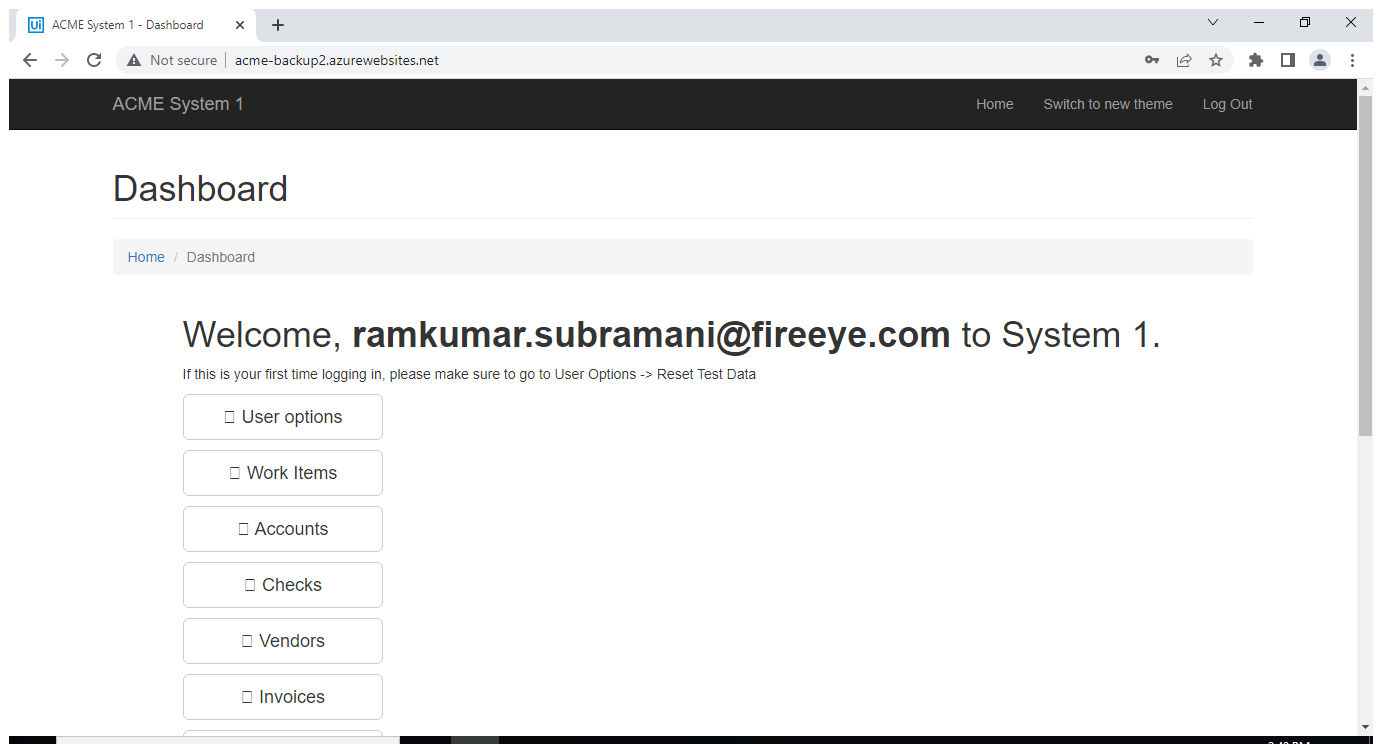 Ui ACME System 1 - Dashboard
Not secure acme-backup2.azurewebsites.net
ACME System 1 Home Switch to new theme Log Out
Dashboard
Home / Dashboard
Welcome, ramkumar.subramani@fireeye.com to System 1.
If this is your first time logging in, please make sure to go to User Options -> Reset Test Data
User options
Work Items
Accounts
Checks
Vendors
Invoices